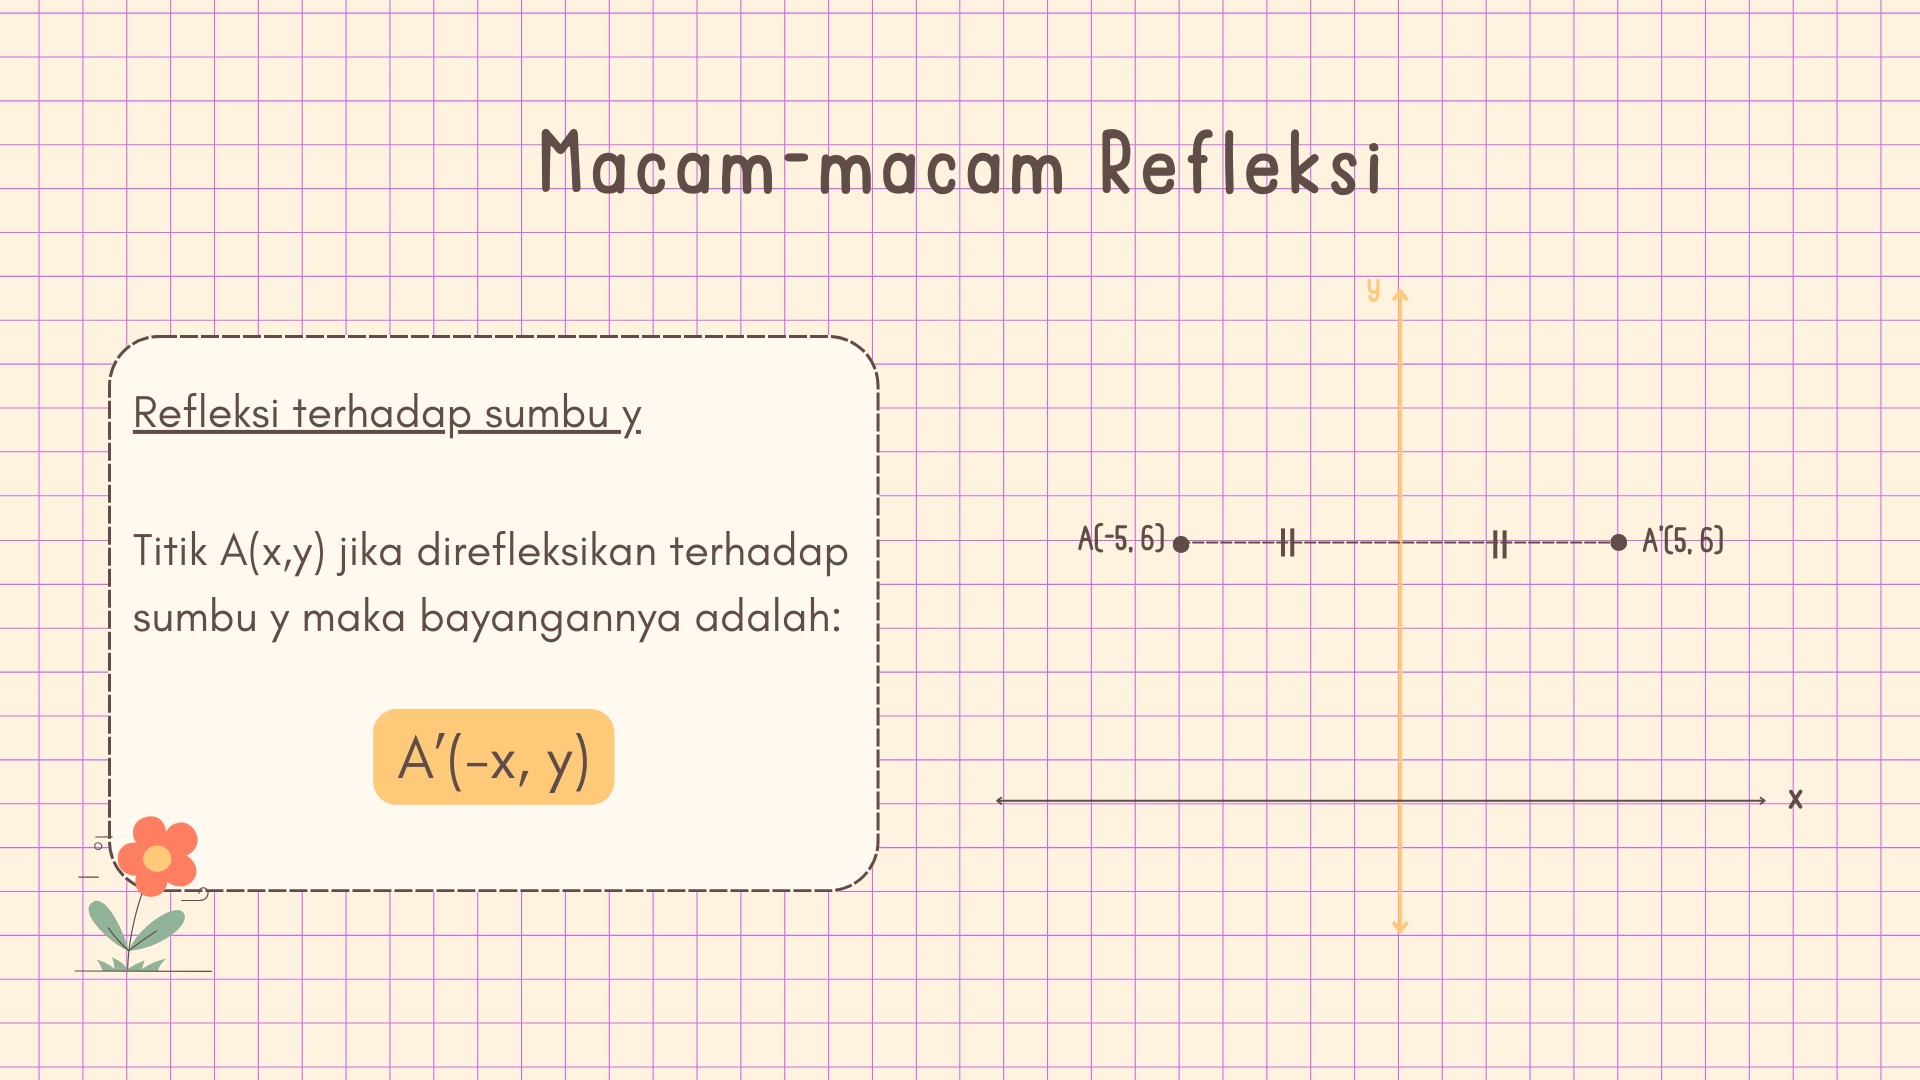 Macam-macam Refleksi
y
Refleksi terhadap sumbu y
Titik A(x,y) jika direfleksikan terhadap
sumbu y maka bayangannya adalah:
A'(-x, y)
A(-5, 6)
A'(5, 6)
x